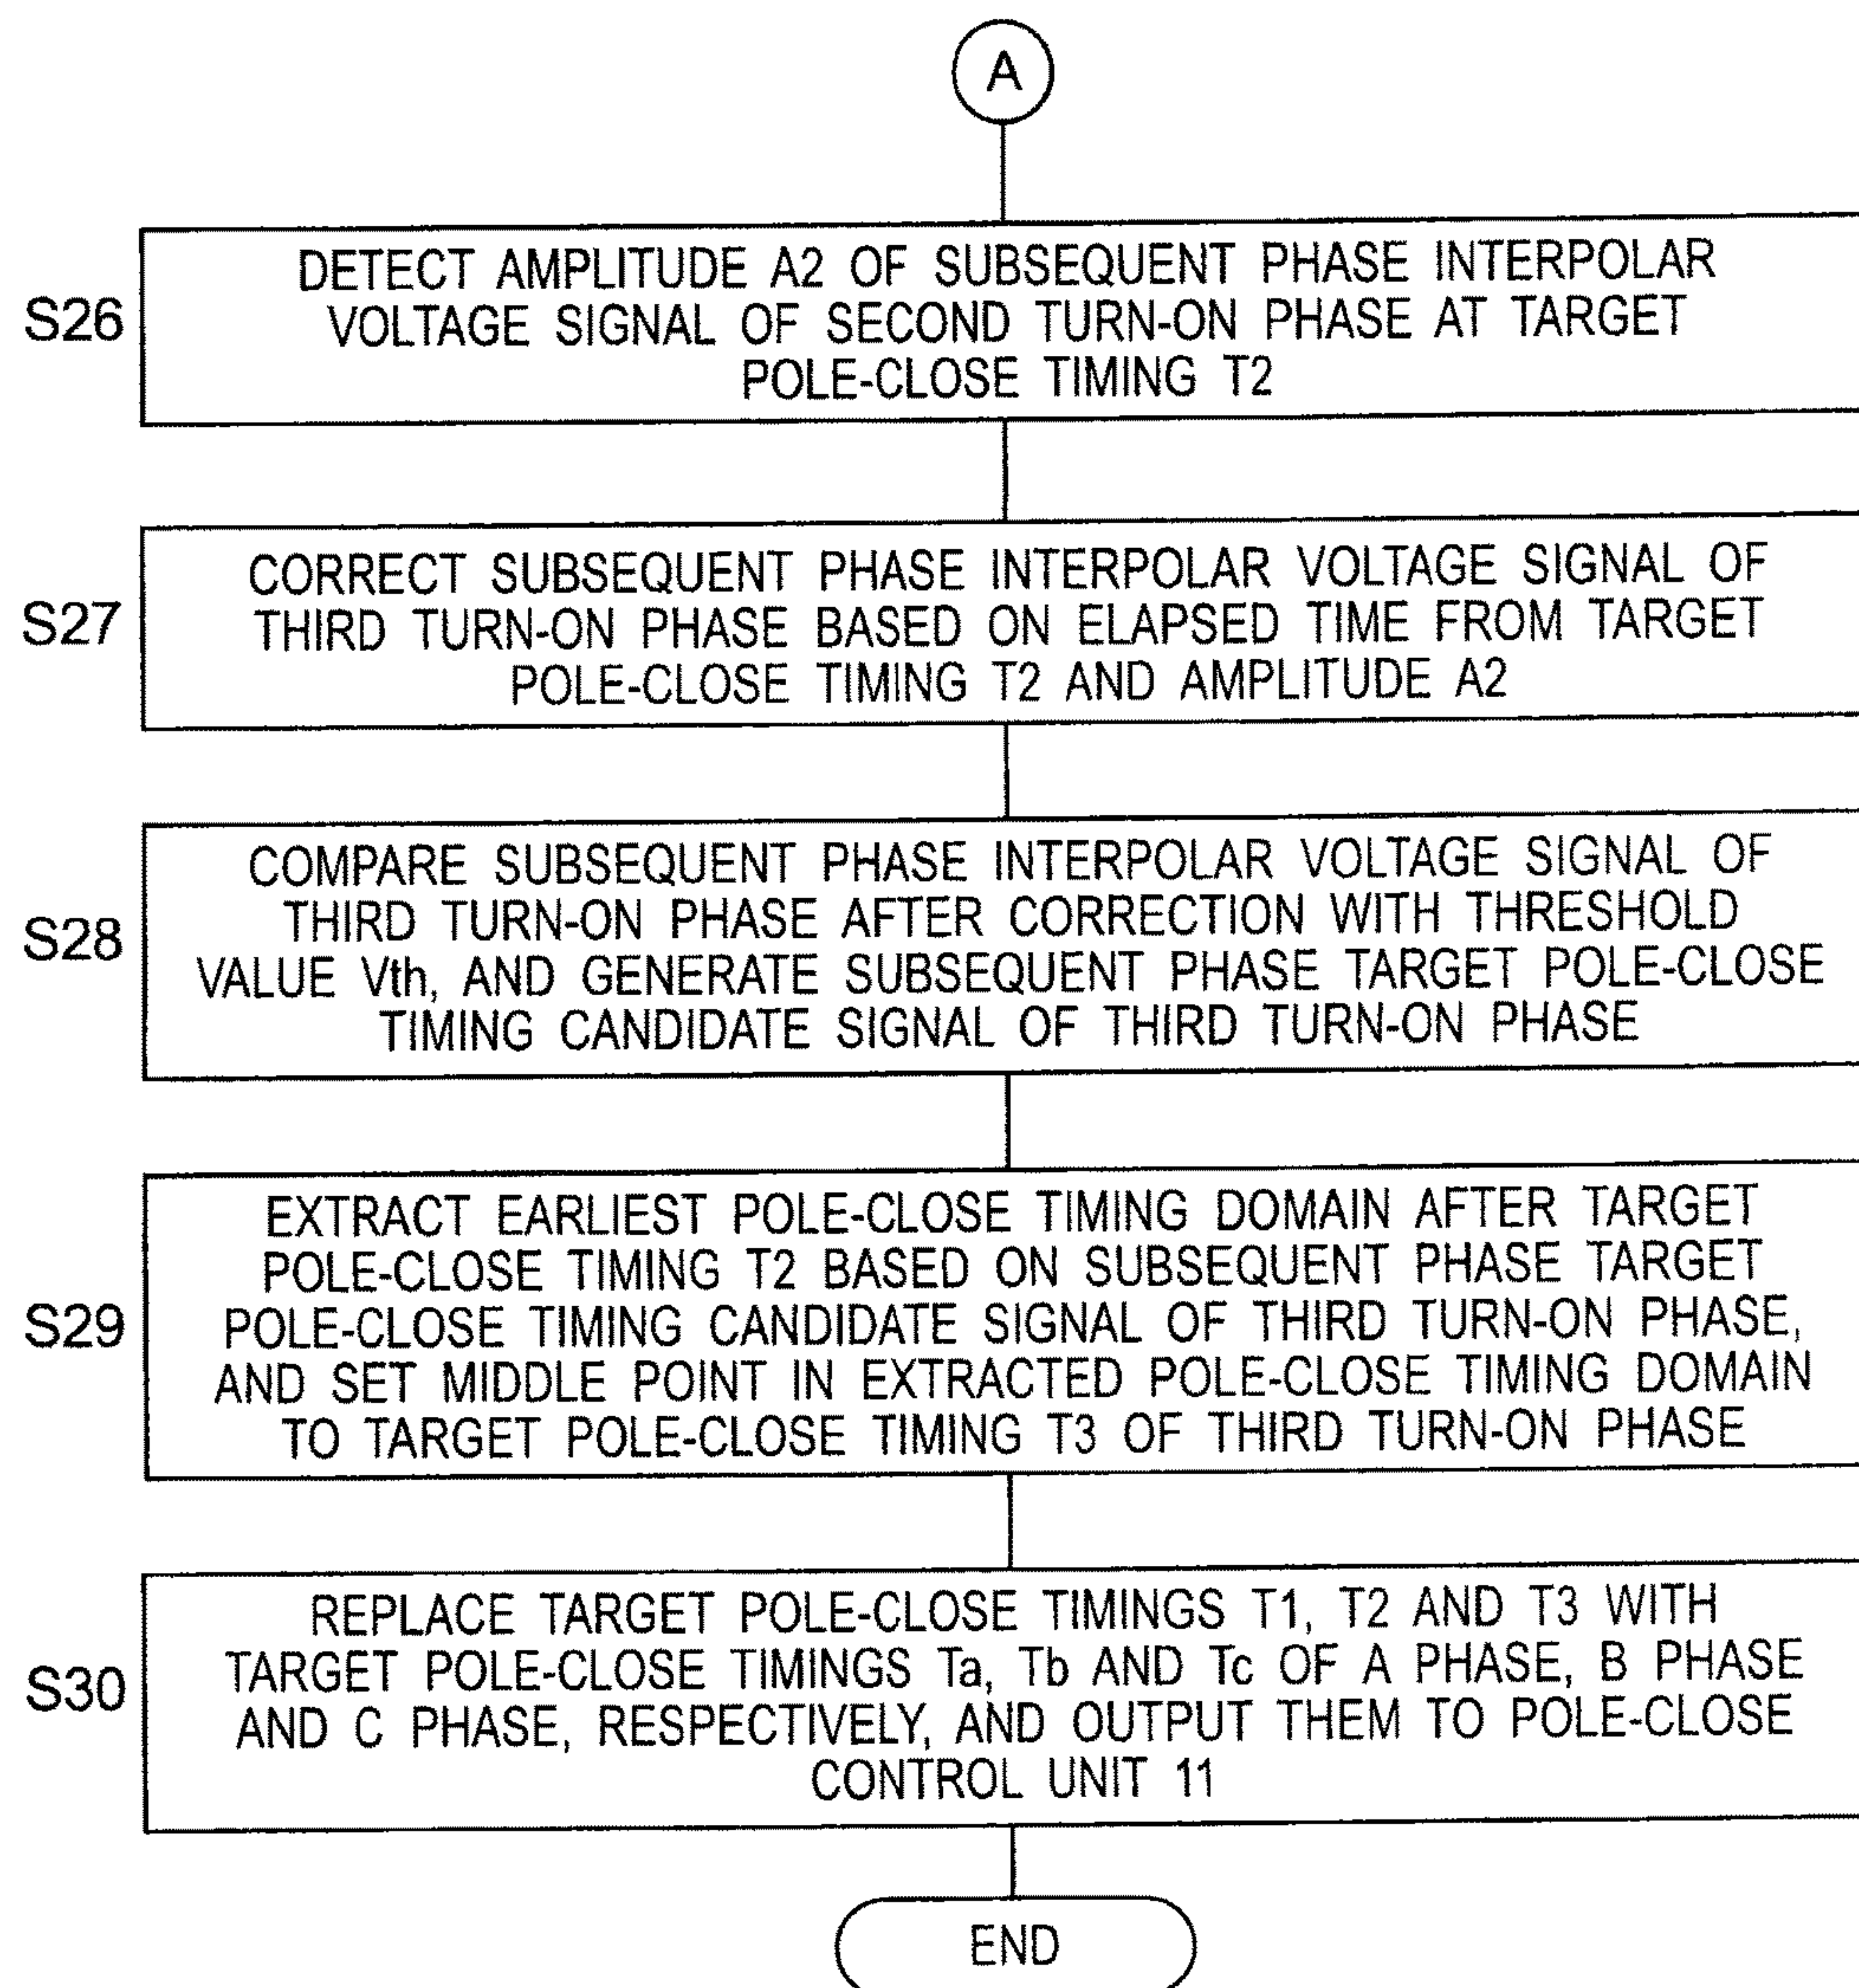 A
S26
DETECT AMPLITUDE A2 OF SUBSEQUENT PHASE INTERPOLAR
VOLTAGE SIGNAL OF SECOND TURN-ON PHASE AT TARGET
POLE-CLOSE TIMING T2
S27
CORRECT SUBSEQUENT PHASE INTERPOLAR VOLTAGE SIGNAL OF
THIRD TURN-ON PHASE BASED ON ELAPSED TIME FROM TARGET
POLE-CLOSE TIMING T2 AND AMPLITUDE A2
S28
COMPARE SUBSEQUENT PHASE INTERPOLAR VOLTAGE SIGNAL OF
THIRD TURN-ON PHASE AFTER CORRECTION WITH THRESHOLD
VALUE Vth, AND GENERATE SUBSEQUENT PHASE TARGET POLE-CLOSE
TIMING CANDIDATE SIGNAL OF THIRD TURN-ON PHASE
S29
EXTRACT EARLIEST POLE-CLOSE TIMING DOMAIN AFTER TARGET
POLE-CLOSE TIMING T2 BASED ON SUBSEQUENT PHASE TARGET
POLE-CLOSE TIMING CANDIDATE SIGNAL OF THIRD TURN-ON PHASE,
AND SET MIDDLE POINT IN EXTRACTED POLE-CLOSE TIMING DOMAIN
TO TARGET POLE-CLOSE TIMING T3 OF THIRD TURN-ON PHASE
S30
REPLACE TARGET POLE-CLOSE TIMINGS T1, T2 AND T3 WITH
TARGET POLE-CLOSE TIMINGS Ta, Tb AND Tc OF A PHASE, B PHASE
AND C PHASE, RESPECTIVELY, AND OUTPUT THEM TO POLE-CLOSE
CONTROL UNIT 11
END